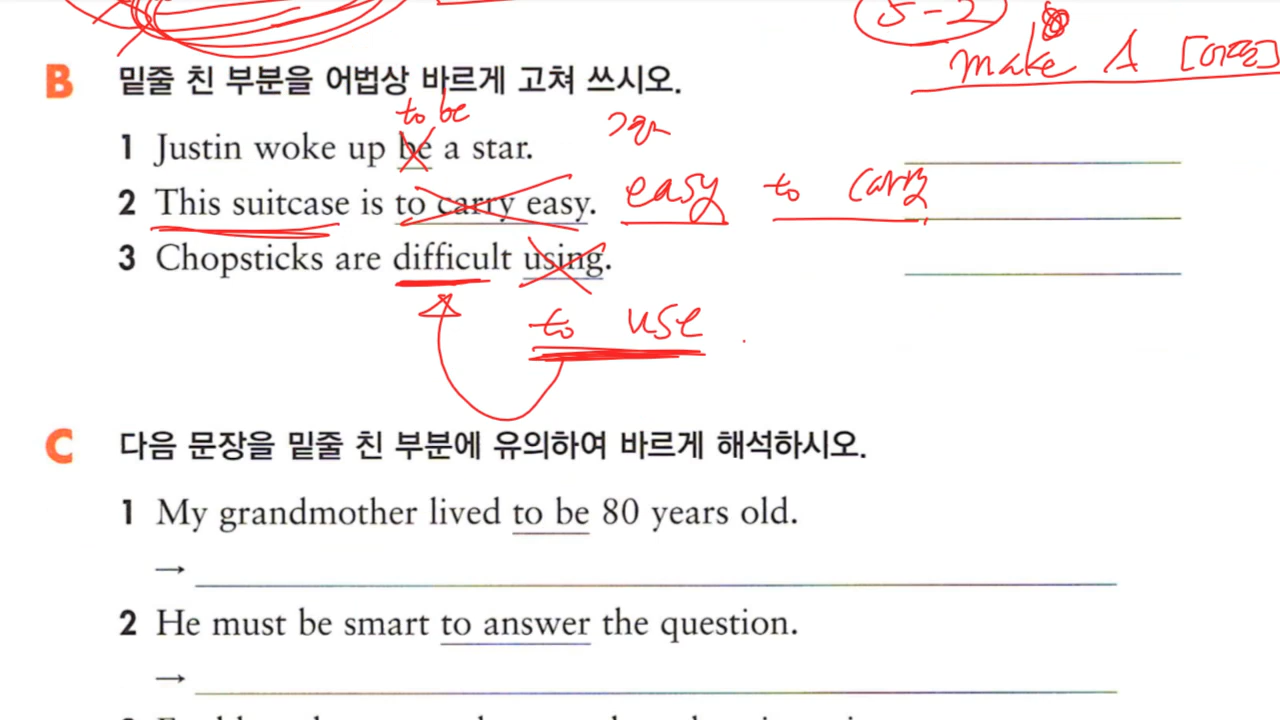 5-2
make A
B 밑줄 친 부분을 어법상 바르게 고쳐 쓰시오.
to be
1 Justin woke up be a star.
2 This suitcase is to carry easy. easy to carry
3 Chopsticks are difficult using.
to use
C 다음 문장을 밑줄 친 부분에 유의하여 바르게 해석하시오.
1 My grandmother lived to be 80 years old.
→
2 He must be smart to answer the question.
→